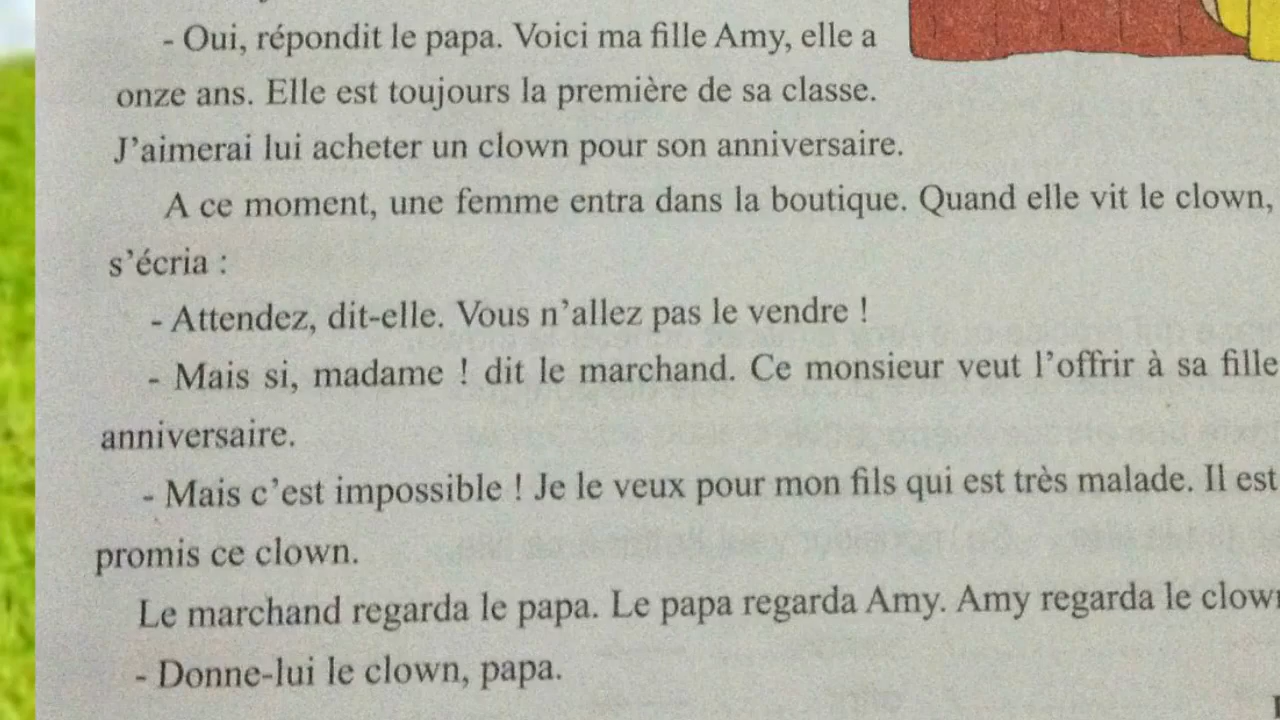 - Oui, répondit le papa. Voici ma fille Amy, elle a
onze ans. Elle est toujours la première de sa classe.
J'aimerai lui acheter un clown pour son anniversaire.
A ce moment, une femme entra dans la boutique. Quand elle vit le clown,
s'écria :
- Attendez, dit-elle. Vous n'allez pas le vendre !
- Mais si, madame ! dit le marchand. Ce monsieur veut l'offrir à sa fille
anniversaire.
- Mais c'est impossible ! Je le veux pour mon fils qui est très malade. Il est
promis ce clown.
Le marchand regarda le papa. Le papa regarda Amy. Amy regarda le clown
- Donne-lui le clown, papa.